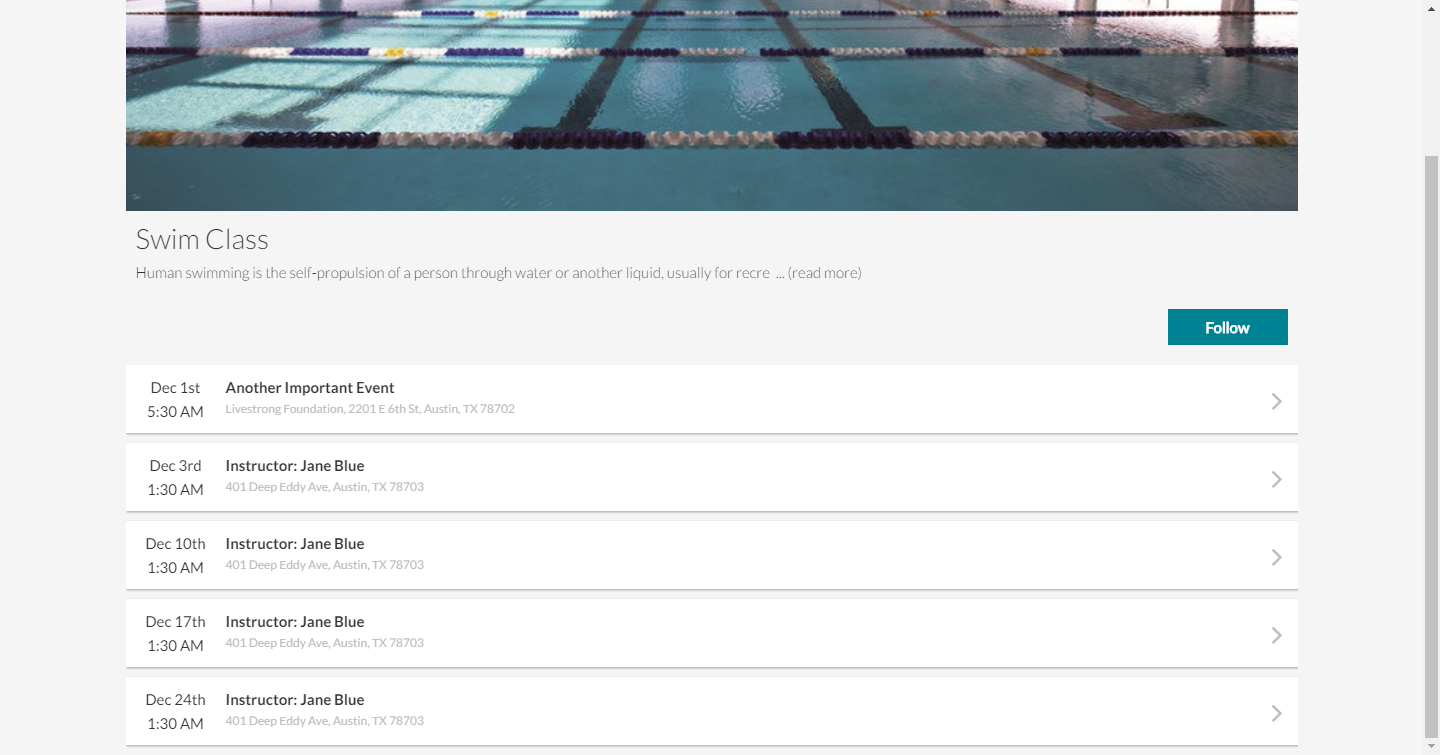 Swim Class
Human swimming is the self-propulsion of a person through water or another liquid, usually for recre ... (read more)
Follow
Dec 1st
5:30 AM
Another Important Event
Livestrong Foundation, 2201 E 6th St, Austin, TX 78702
Dec 3rd
1:30 AM
Instructor: Jane Blue
401 Deep Eddy Ave, Austin, TX 78703
Dec 10th
1:30 AM
Instructor: Jane Blue
401 Deep Eddy Ave, Austin, TX 78703
Dec 17th
1:30 AM
Instructor: Jane Blue
401 Deep Eddy Ave, Austin, TX 78703
Dec 24th
1:30 AM
Instructor: Jane Blue
401 Deep Eddy Ave, Austin, TX 78703